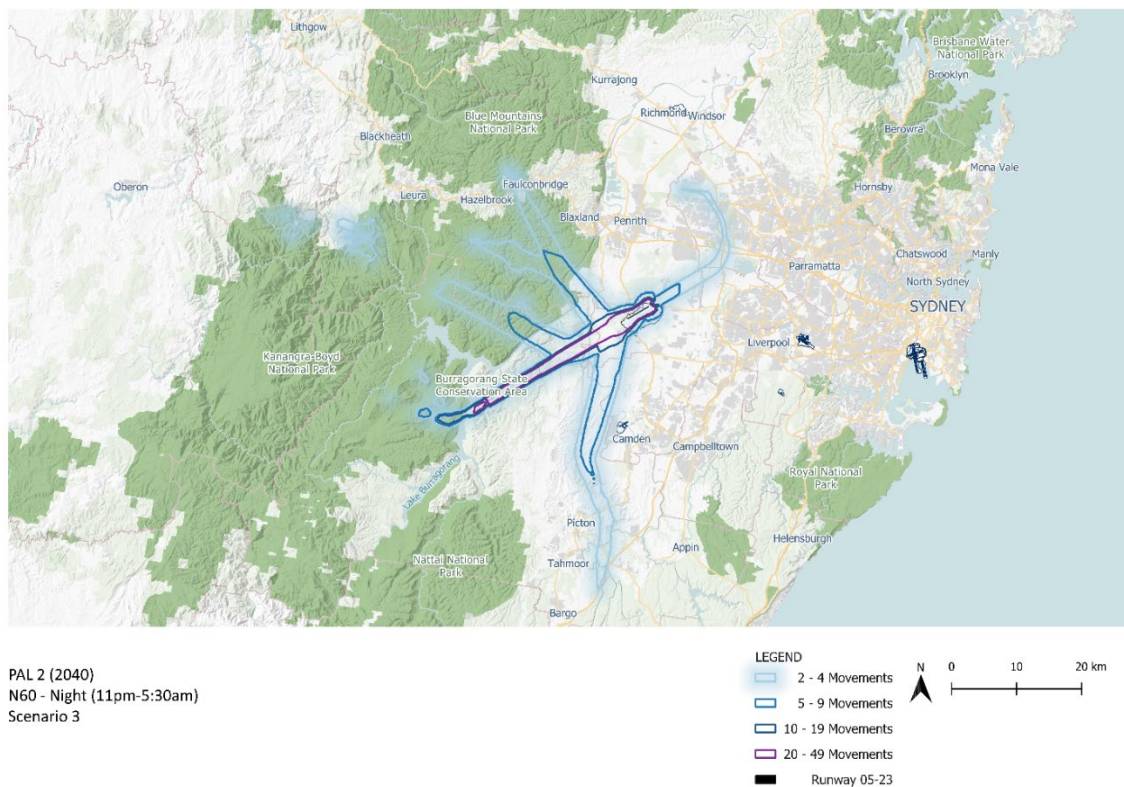 Lithgow
Brisbane Water
National Park
Brooklyn
Kurrajong
Richmond
Windsor
Blue Mountains
National Park
Blackheath
Berowra
Mona Vale
Oberon
Faulconbridge
Leura
Hazelbrook
Hornsby
Blaxland
Penrith
Chatswood
Manly
Parramatta
North Sydney
SYDNEY
Liverpool
Kanangra-Boyd
National Park
Burragorang State
Conservation Area
Camden
Campbelltown
Lake Burragorang
Royal National
Park
Picton
Helensburgh
Appin
Nattai National
Park
Tahmoor
Bargo
PAL 2 (2040)
N60 - Night (11pm-5:30am)
Scenario 3
LEGEND
2 - 4 Movements
5 - 9 Movements
10 - 19 Movements
20 - 49 Movements
Runway 05-23
N
0 10 20 km